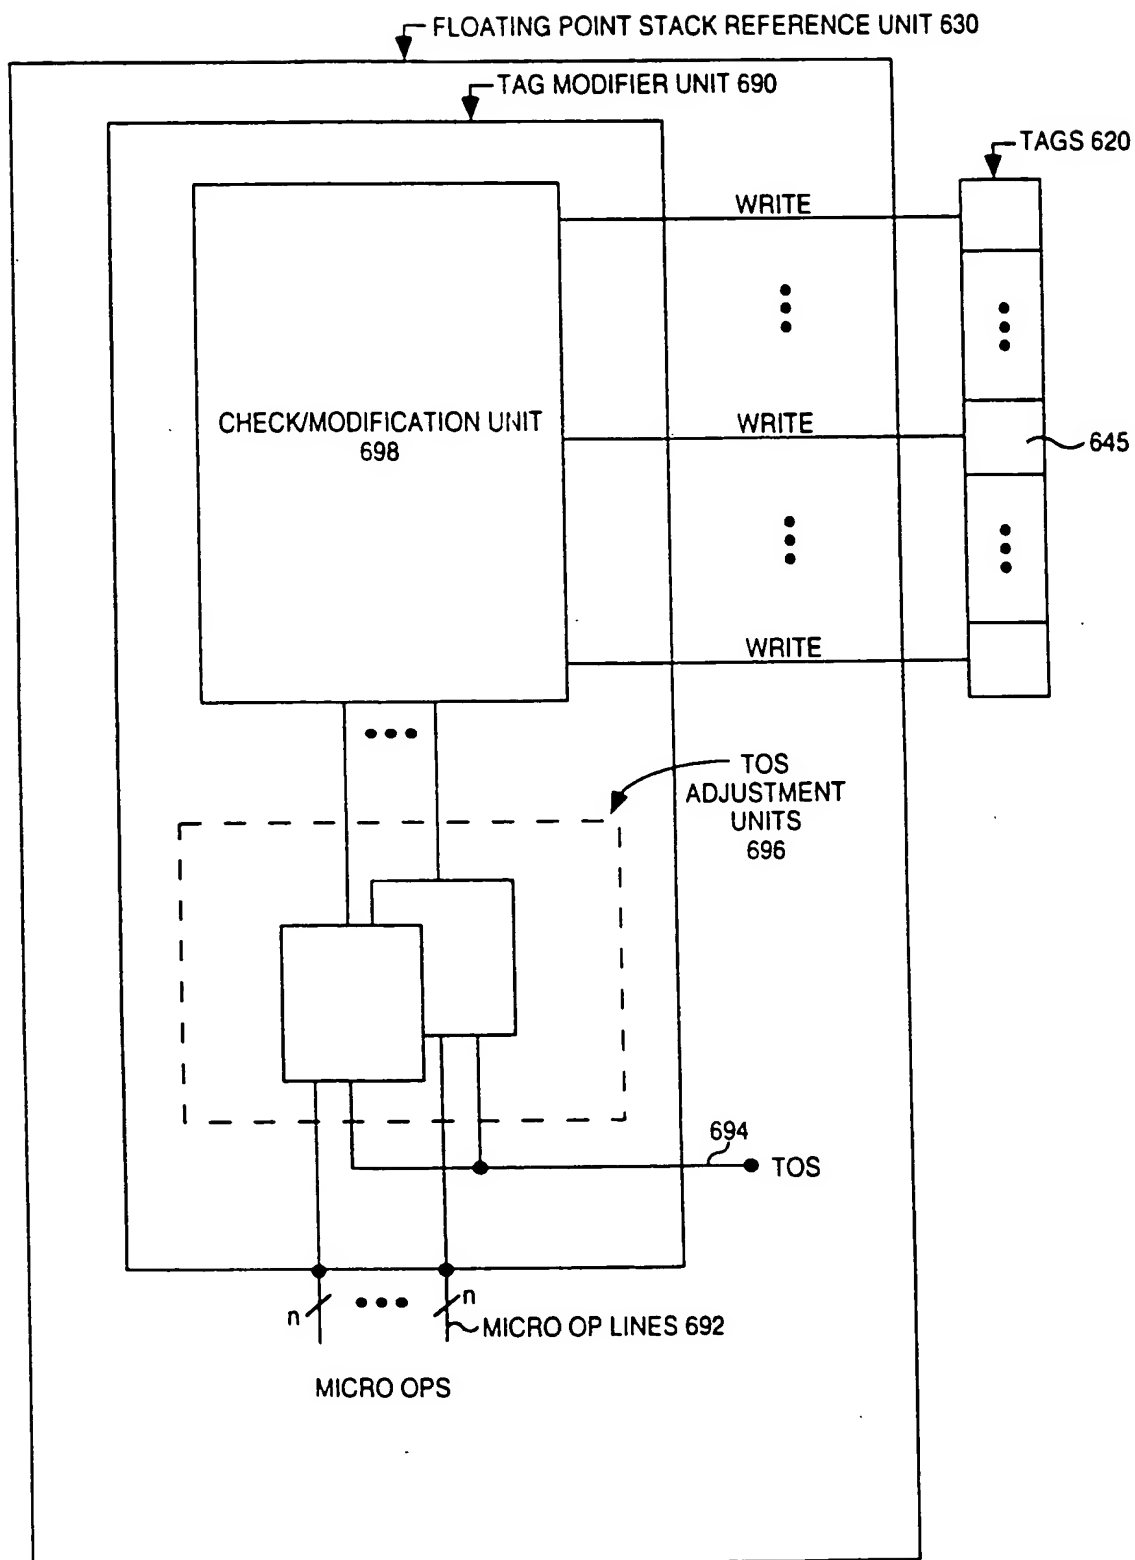 FLOATING POINT STACK REFERENCE UNIT 630
TAG MODIFIER UNIT 690
TAGS 620
WRITE
CHECK/MODIFICATION UNIT
698
WRITE
645
WRITE
TOS
ADJUSTMENT
UNITS
696
694
TOS
n
n
MICRO OP LINES 692
MICRO OPS